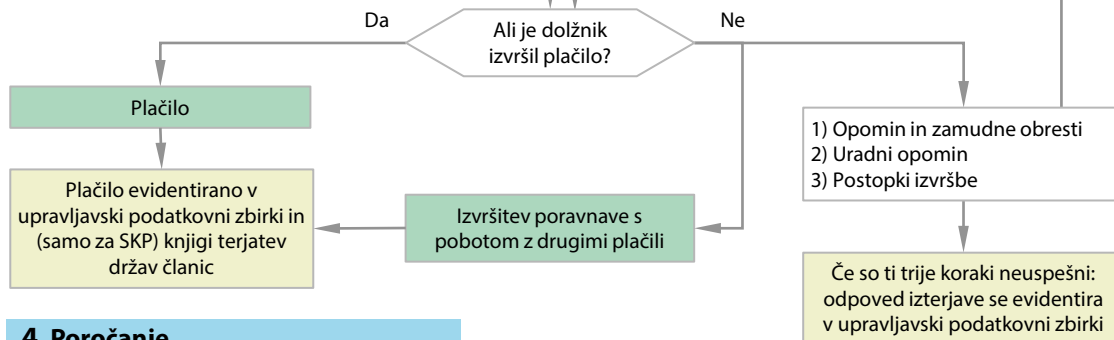 Da
Ali je dolžnik
izvršil plačilo?
Ne
Plačilo
1) Opomin in zamudne obresti
2) Uradni opomin
3) Postopki izvršbe
Plačilo evidentirano v
upravljavski podatkovni zbirki in
(samo za SKP) knjigi terjatev
držav članic
Izvršitev poravnave s
pobotom z drugimi plačili
Če so ti trije koraki neuspešni:
odpoved izterjave se evidentira
v upravljavski podatkovni zbirki
4. Poročanje